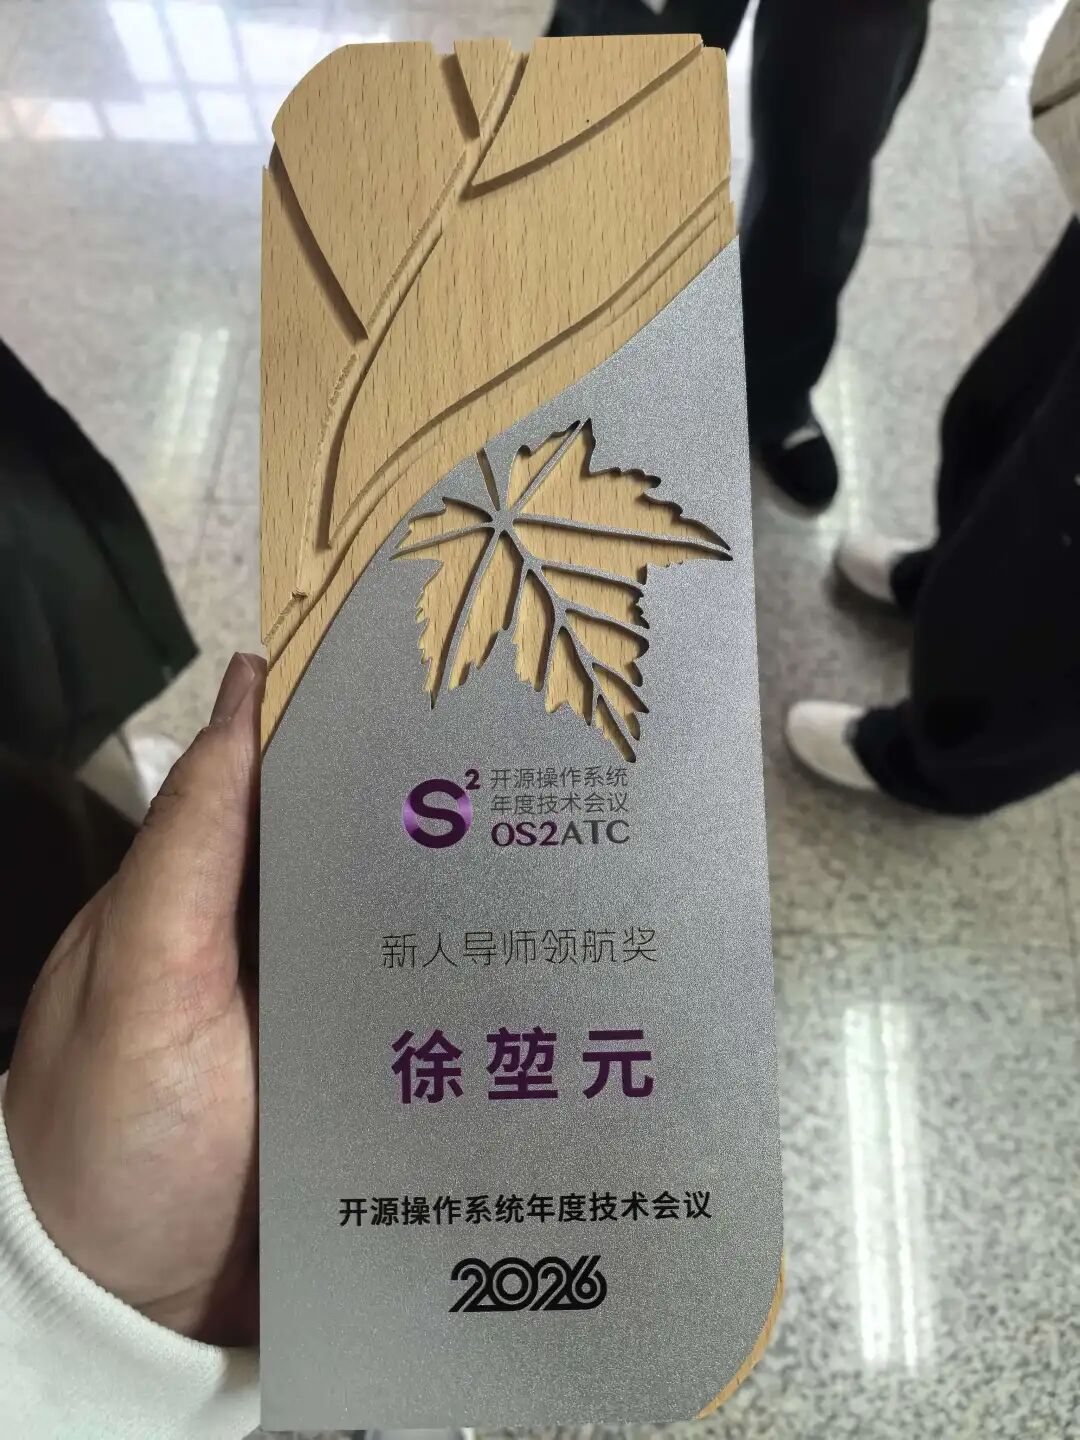 S²
开源操作系统
年度技术会议
OS2ATC
新人导师领航奖
徐堃元
开源操作系统年度技术会议
2026